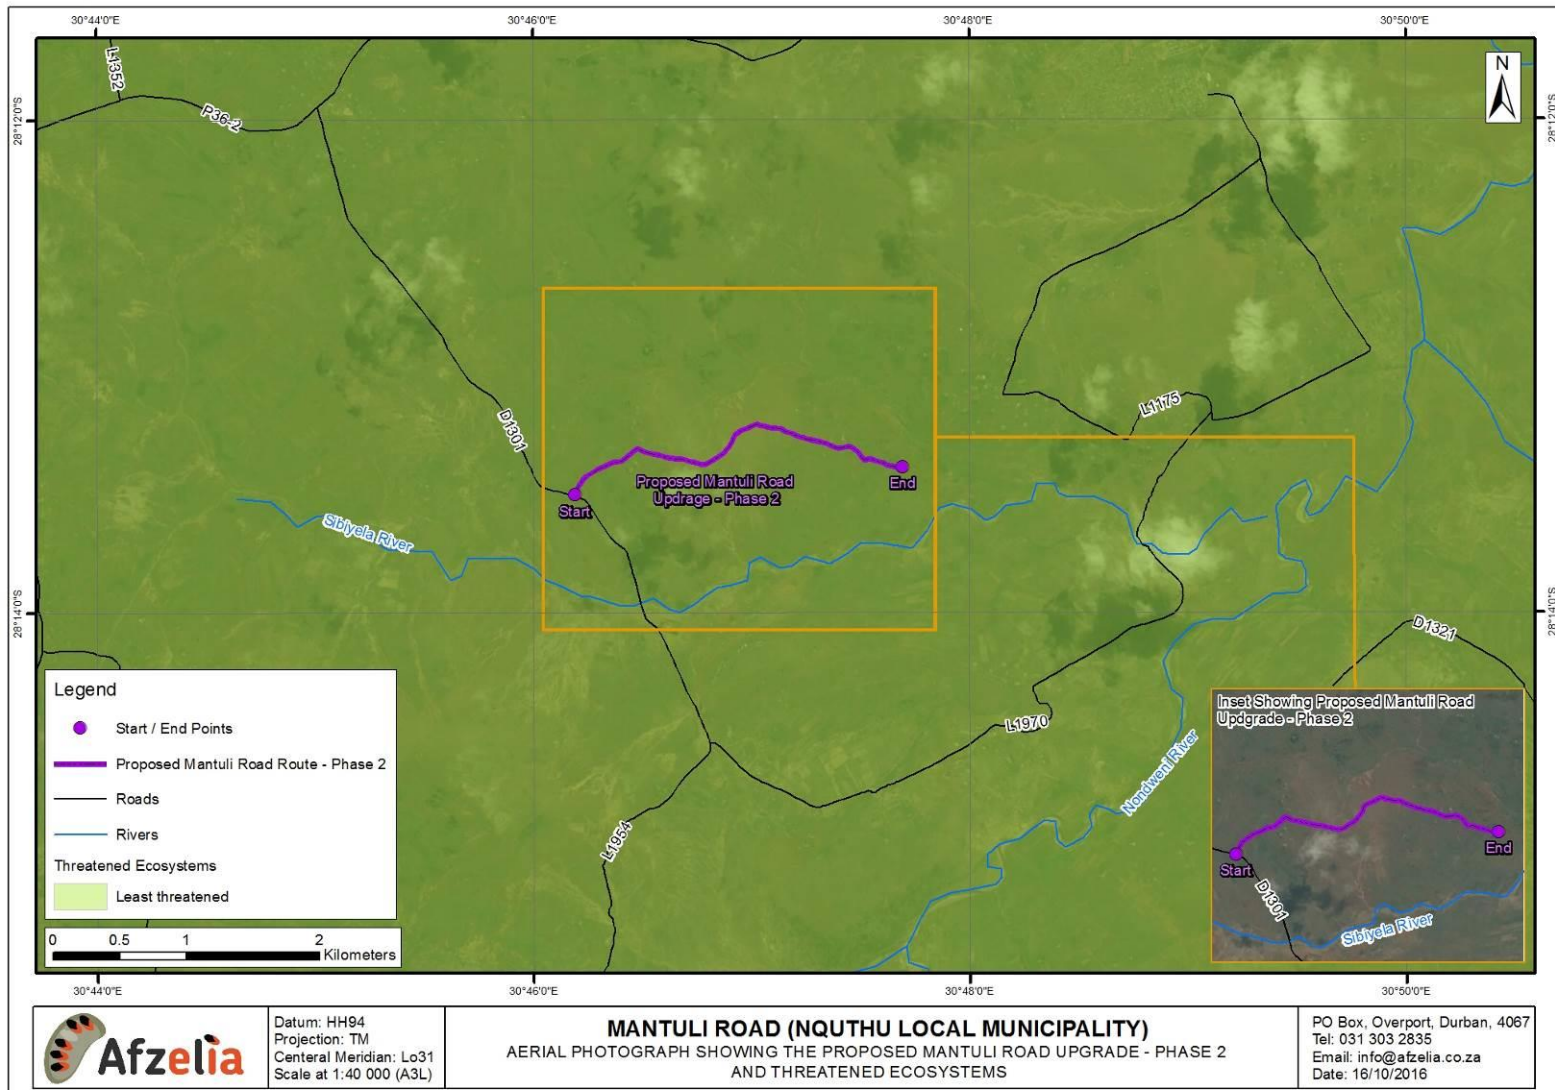 30°44'0"E
30°46'0"E
30°48'0"E
30°50'0"E
28°12'0"S
28°12'0"S
28°14'0"S
28°14'0"S
N
L1352
P36-2
D1301
L1175
Proposed Mantuli Road
Updrage - Phase 2
Start
End
Sibiyela River
D1321
L1970
Nondweni River
L1954
Legend
Start / End Points
Proposed Mantuli Road Route - Phase 2
Roads
Rivers
Threatened Ecosystems
Least threatened
0 0.5 1 2
Kilometers
Inset Showing Proposed Mantuli Road
Updgrade - Phase 2
Start
End
D1301
Sibiyela River
30°44'0"E
30°46'0"E
30°48'0"E
30°50'0"E
Afzelia
Datum: HH94
Projection: TM
Centeral Meridian: Lo31
Scale at 1:40 000 (A3L)
MANTULI ROAD (NQUTHU LOCAL MUNICIPALITY)
AERIAL PHOTOGRAPH SHOWING THE PROPOSED MANTULI ROAD UPGRADE - PHASE 2
AND THREATENED ECOSYSTEMS
PO Box, Overport, Durban, 4067
Tel: 031 303 2835
Email: info@afzelia.co.za
Date: 16/10/2016